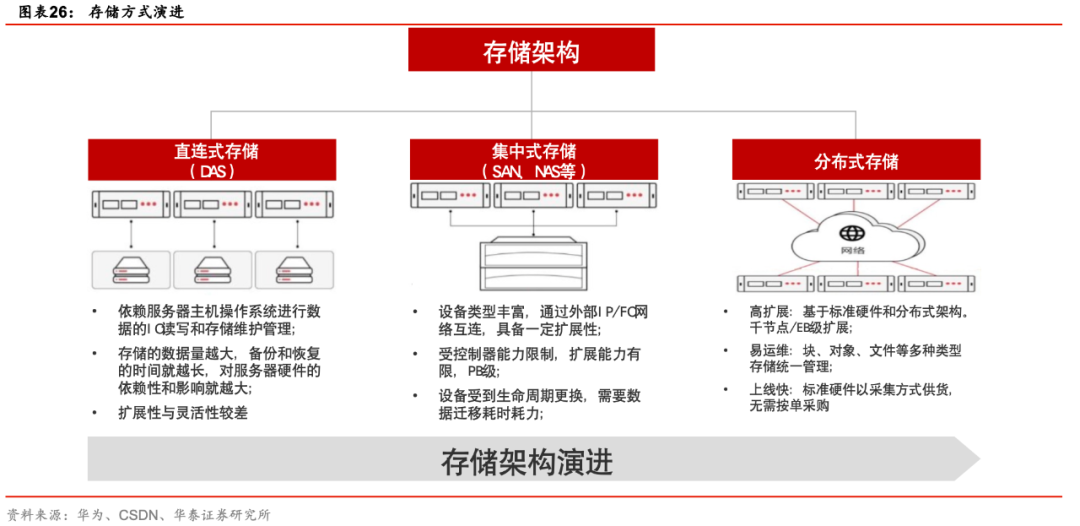 图表26： 存储方式演进
存储架构
直连式存储
（DAS）
集中式存储
（SAN、NAS等）
分布式存储
网络
• 依赖服务器主机操作系统进行数
据的IO读写和存储维护管理；
• 存储的数据量越大，备份和恢复
的时间就越长，对服务器硬件的
依赖性和影响就越大；
• 扩展性与灵活性较差
• 设备类型丰富，通过外部IP/FC网
络互连，具备一定扩展性；
• 受控制器能力限制，扩展能力有
限，PB级；
• 设备受到生命周期更换，需要数
据迁移耗时耗力；
• 高扩展：基于标准硬件和分布式架构。
千节点/EB级扩展；
• 易运维：块、对象、文件等多种类型
存储统一管理；
• 上线快：标准硬件以采集方式供货，
无需按单采购
存储架构演进
资料来源：华为、CSDN、华泰证券研究所